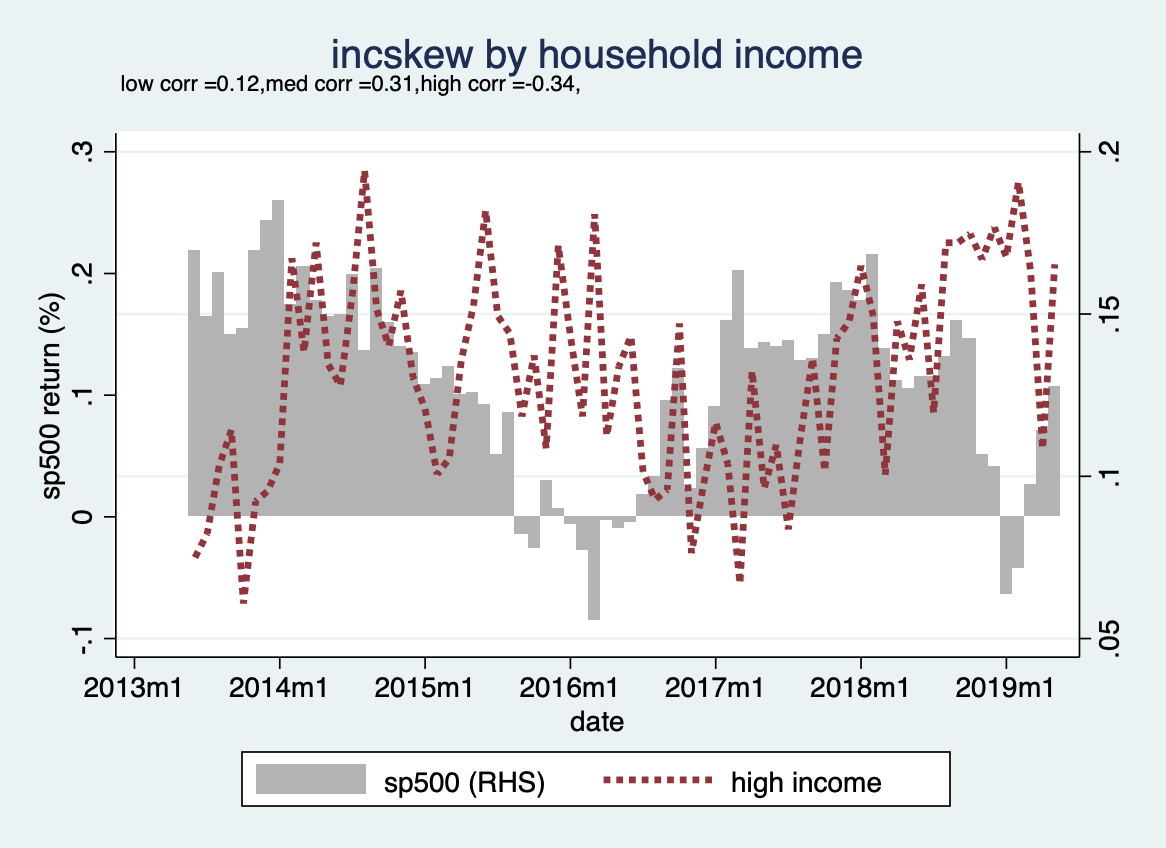 incskew by household income
low corr =0.12,med corr =0.31,high corr =-0.34,
.3
.2
.1
0
-.1
sp500 return (%)
.2
.15
.1
.05
2013m1 2014m1 2015m1 2016m1 2017m1 2018m1 2019m1
date
sp500 (RHS) high income